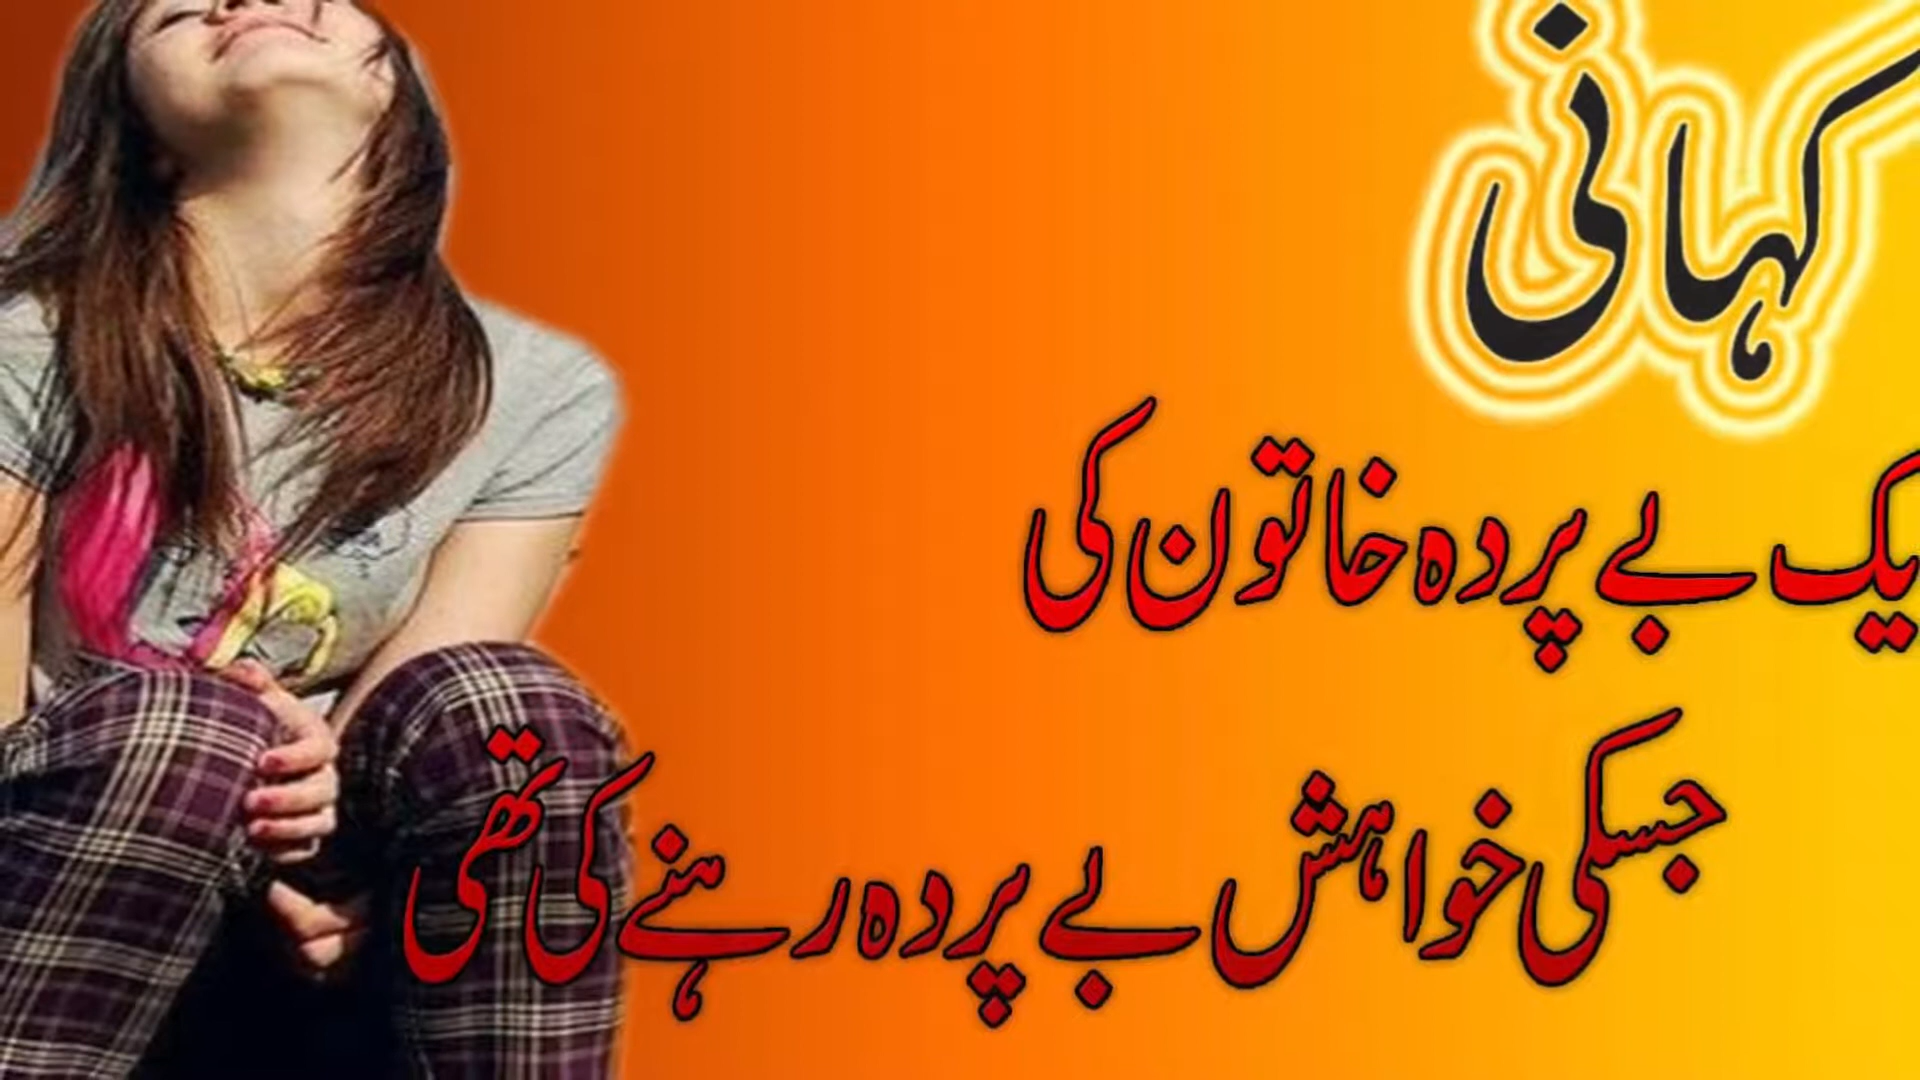 کہانی
یک بے پردہ خاتون کی
جسکی خواہش بے پردہ رہنے کی تھی